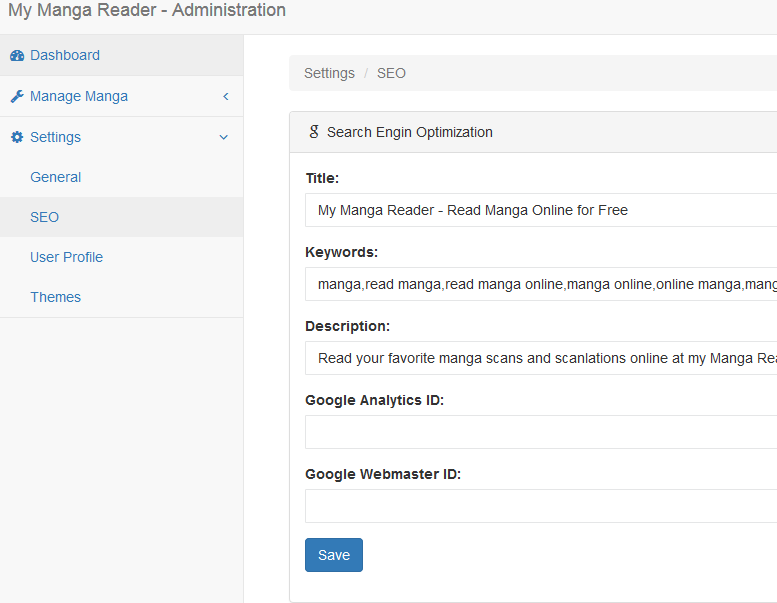 My Manga Reader - Administration
Dashboard
Manage Manga
Settings
General
SEO
User Profile
Themes
Settings / SEO
Search Engin Optimization
Title:
My Manga Reader - Read Manga Online for Free
Keywords:
manga,read manga,read manga online,manga online,online manga,mang
Description:
Read your favorite manga scans and scanlations online at my Manga Rea
Google Analytics ID:
Google Webmaster ID:
Save